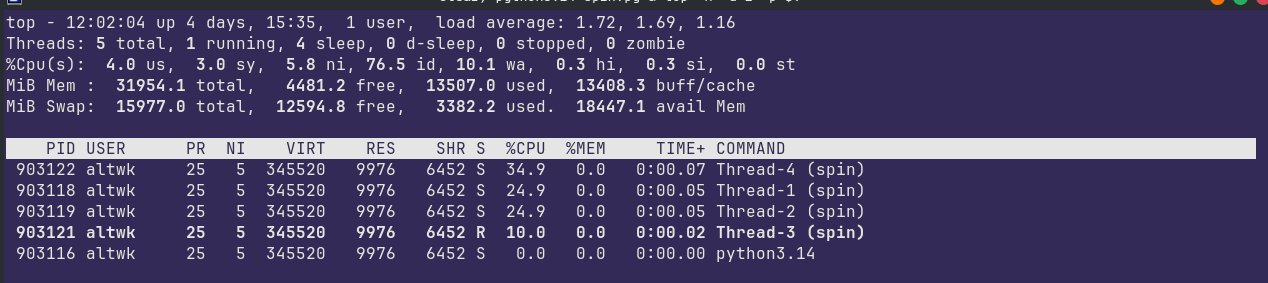 top - 12:02:04 up 4 days, 15:35,  1 user,  load average: 1.72, 1.69, 1.16
Threads: 5 total, 1 running, 4 sleep, 0 d-sleep, 0 stopped, 0 zombie
%Cpu(s):  4.0 us,  3.0 sy,  5.8 ni, 76.5 id, 10.1 wa,  0.3 hi,  0.3 si,  0.0 st
MiB Mem :  31954.1 total,   4481.2 free,  13507.0 used,  13408.3 buff/cache
MiB Swap:  15977.0 total,  12594.8 free,   3382.2 used.  18447.1 avail Mem
    PID USER      PR  NI    VIRT    RES    SHR S  %CPU  %MEM     TIME+ COMMAND
 903122 altwk     25   5  345520   9976   6452 S  34.9   0.0   0:00.07 Thread-4 (spin)
 903118 altwk     25   5  345520   9976   6452 S  24.9   0.0   0:00.05 Thread-1 (spin)
 903119 altwk     25   5  345520   9976   6452 S  24.9   0.0   0:00.05 Thread-2 (spin)
 903121 altwk     25   5  345520   9976   6452 R  10.0   0.0   0:00.02 Thread-3 (spin)
 903116 altwk     25   5  345520   9976   6452 S   0.0   0.0   0:00.00 python3.14